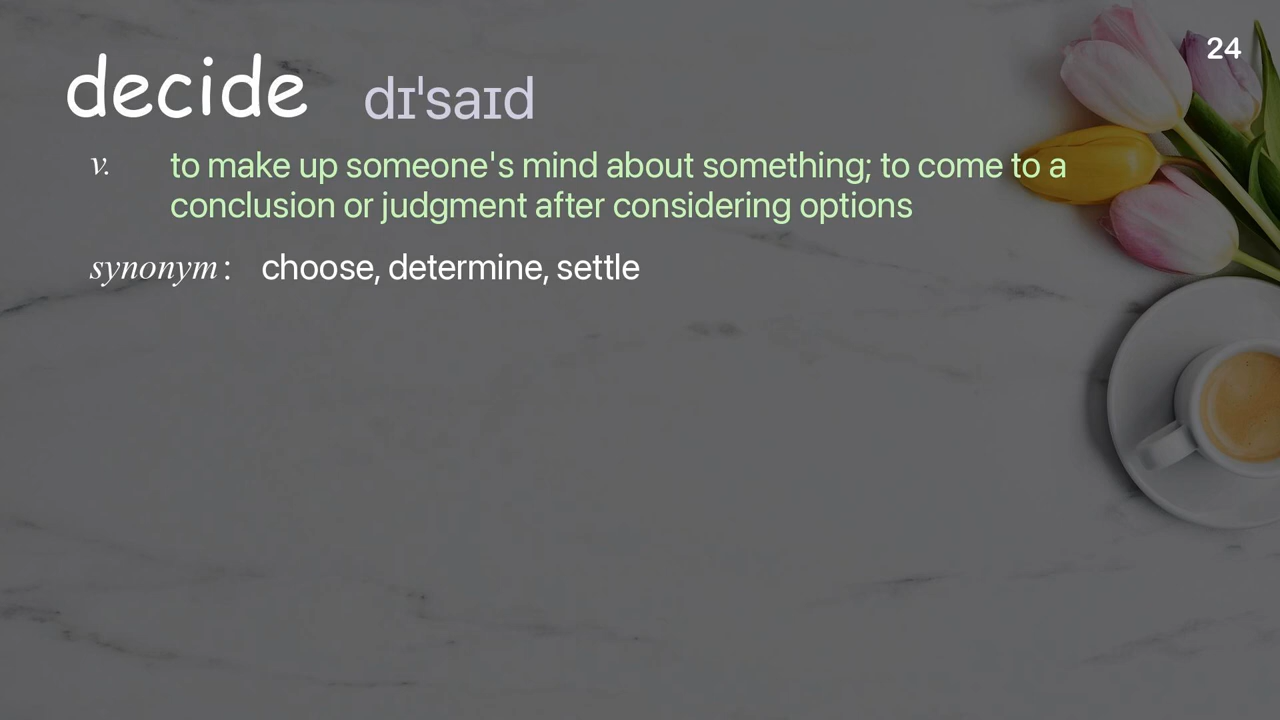 24
decide dɪˈsaɪd
v. to make up someone's mind about something; to come to a
conclusion or judgment after considering options
synonym : choose, determine, settle